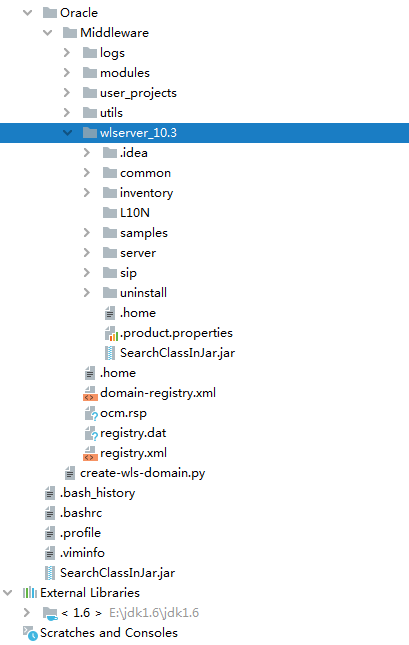 Oracle
Middleware
logs
modules
user_projects
utils
wlserver_10.3
.idea
common
inventory
L10N
samples
server
sip
uninstall
.home
.product.properties
SearchClassInJar.jar
.home
domain-registry.xml
ocm.rsp
registry.dat
registry.xml
create-wls-domain.py
.bash_history
.bashrc
.profile
.viminfo
SearchClassInJar.jar
External Libraries
< 1.6 > E:\jdk1.6\jdk1.6
Scratches and Consoles